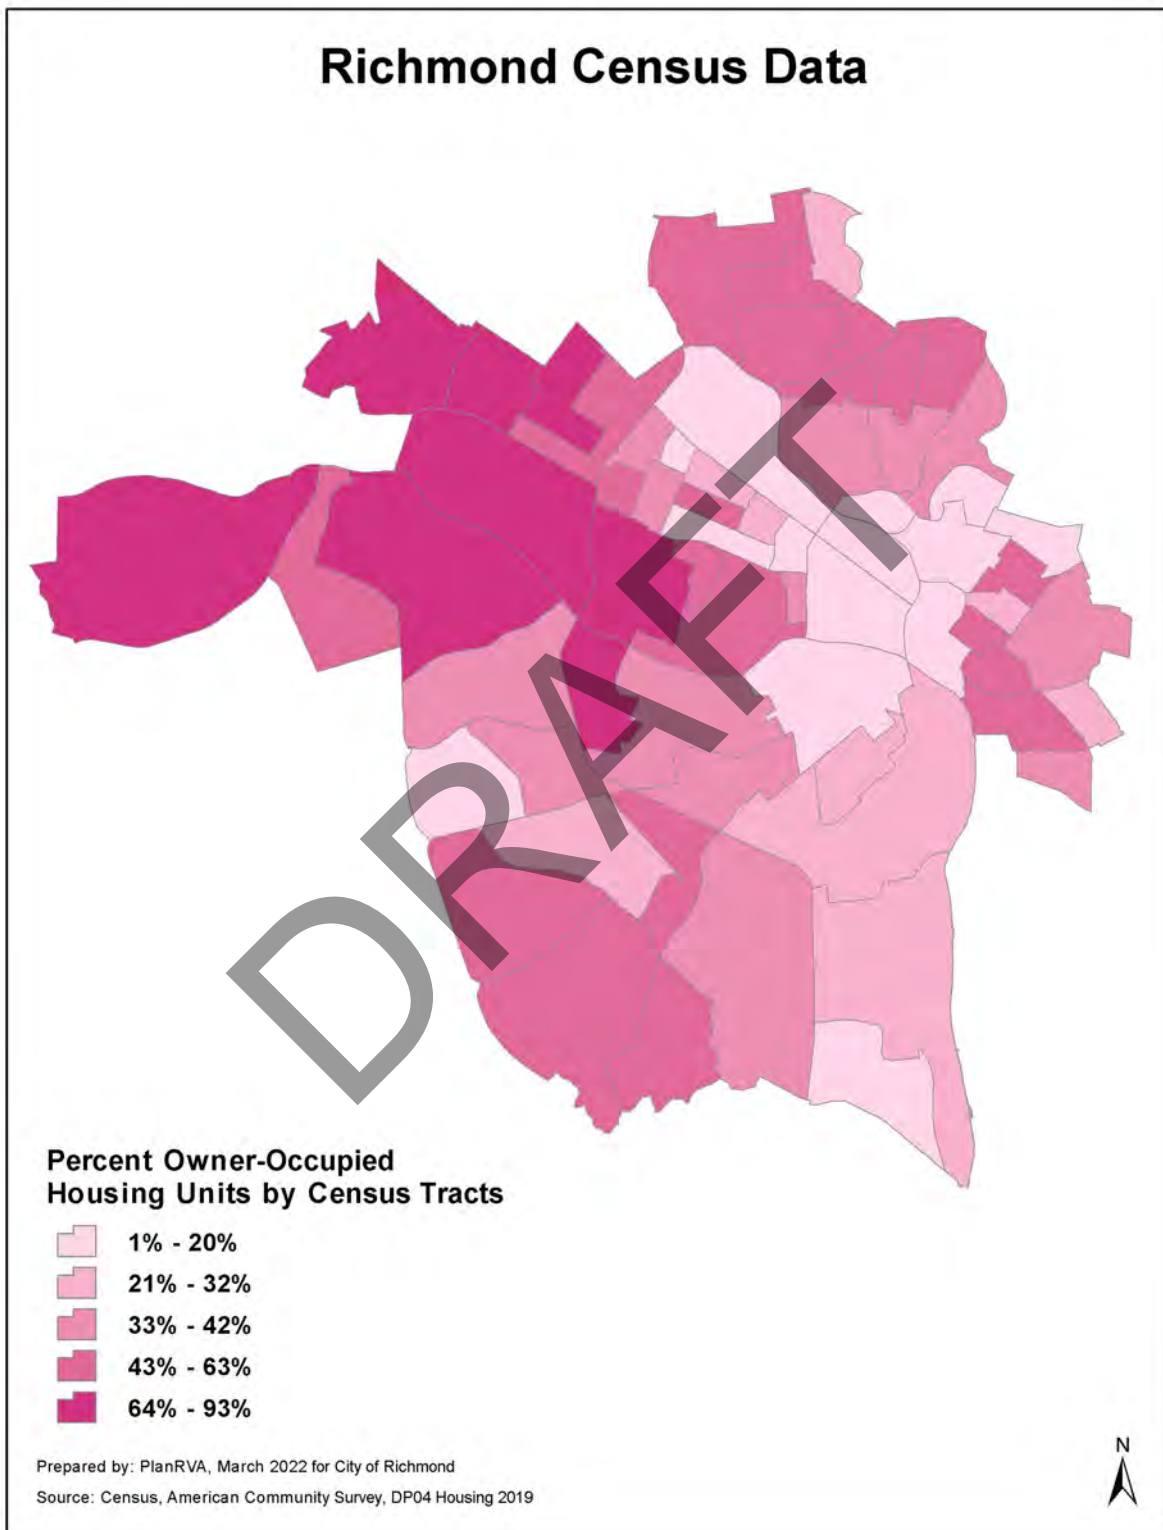 Richmond Census Data
DRAFT
Percent Owner-Occupied
Housing Units by Census Tracts
1% - 20%
21% - 32%
33% - 42%
43% - 63%
64% - 93%
Prepared by: PlanRVA, March 2022 for City of Richmond
Source: Census, American Community Survey, DP04 Housing 2019
N